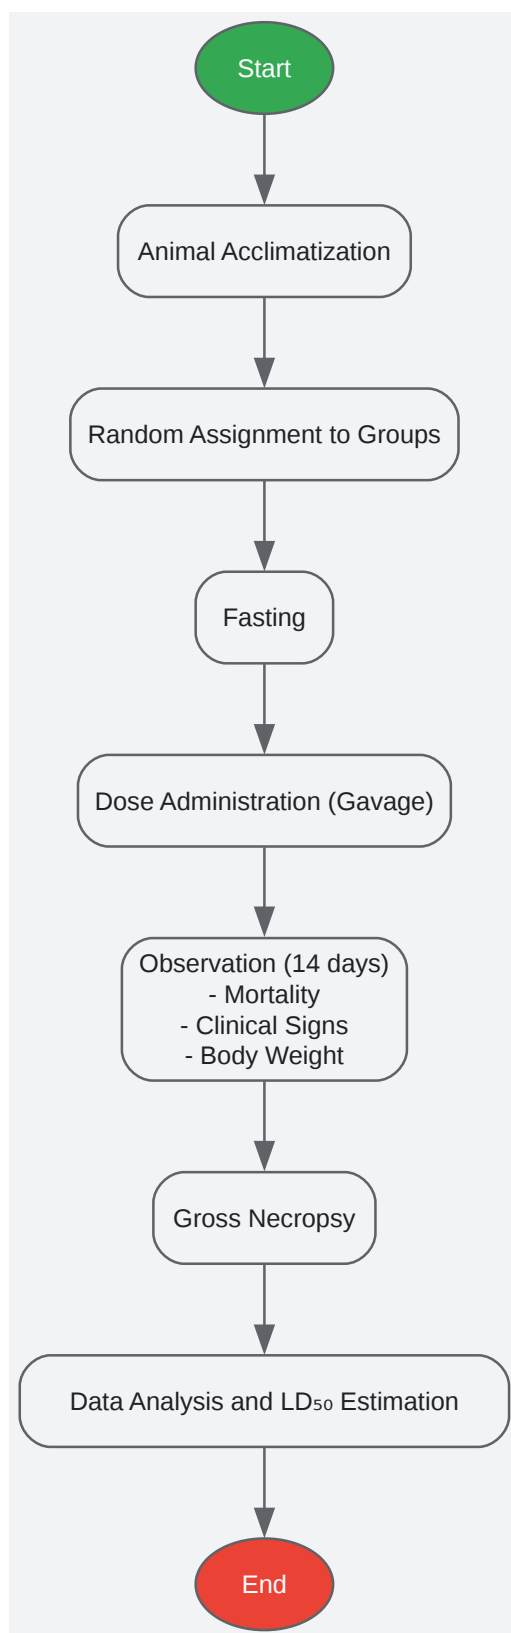 Start
Animal Acclimatization
Random Assignment to Groups
Fasting
Dose Administration (Gavage)
Observation (14 days)
- Mortality
- Clinical Signs
- Body Weight
Gross Necropsy
Data Analysis and LD₅₀ Estimation
End